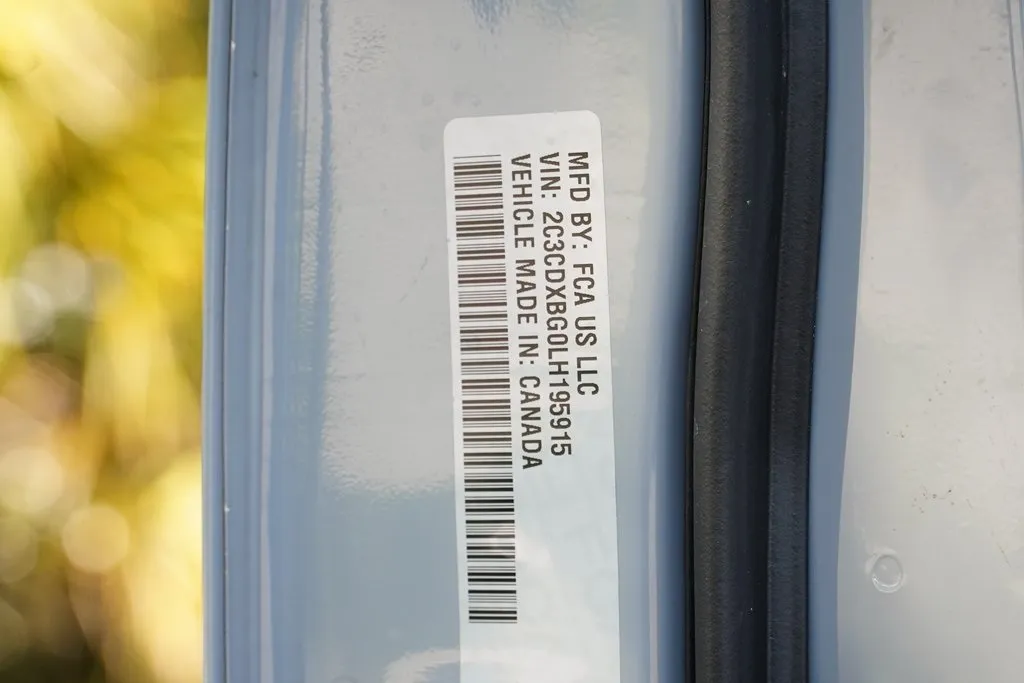 MFD BY: FCA US LLC
VIN: 2C3CDXBG0LH195915
VEHICLE MADE IN: CANADA